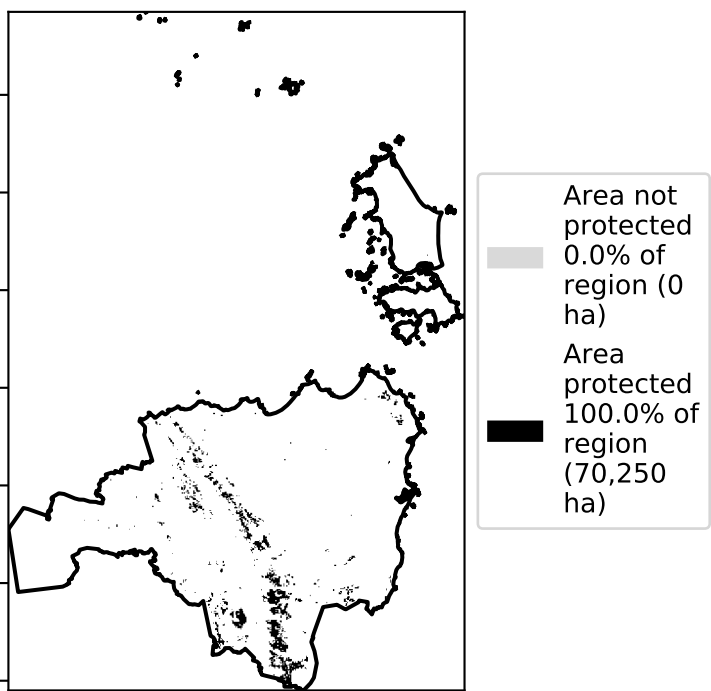 Area not
protected
0.0% of
region (0
ha)
Area
protected
100.0% of
region
(70,250
ha)